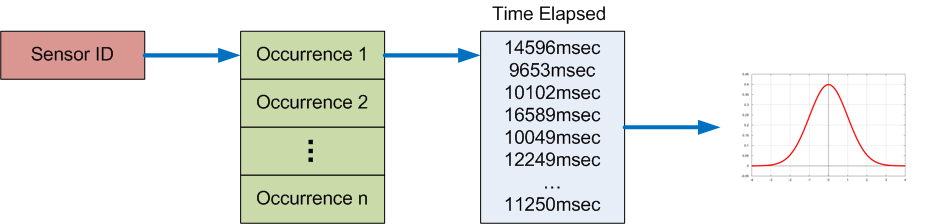 Time Elapsed
Sensor ID
Occurrence 1
Occurrence 2
⋮
Occurrence n
14596msec
9653msec
10102msec
16589msec
10049msec
12249msec
...
11250msec